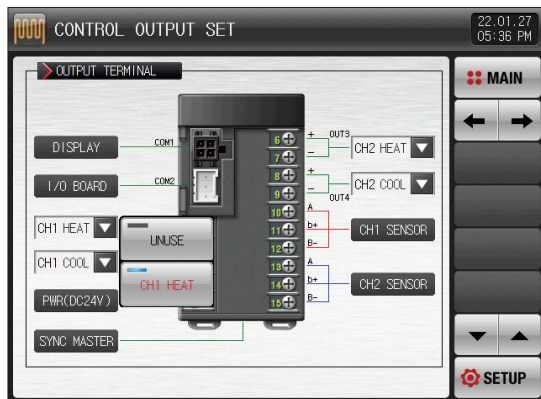 CONTROL OUTPUT SET
22.01.27
05:36 PM
OUTPUT TERMINAL
MAIN
DISPLAY
COM1
I/O BOARD
COM2
CH1 HEAT
CH1 COOL
UNUSE
CH1 HEAT
PWR(DC24V)
SYNC MASTER
6
7
8
9
10
11
12
13
14
15
+
OUT3
-
CH2 HEAT
+
-
OUT4
CH2 COOL
A
b+
B-
CH1 SENSOR
A
b+
B-
CH2 SENSOR
SETUP